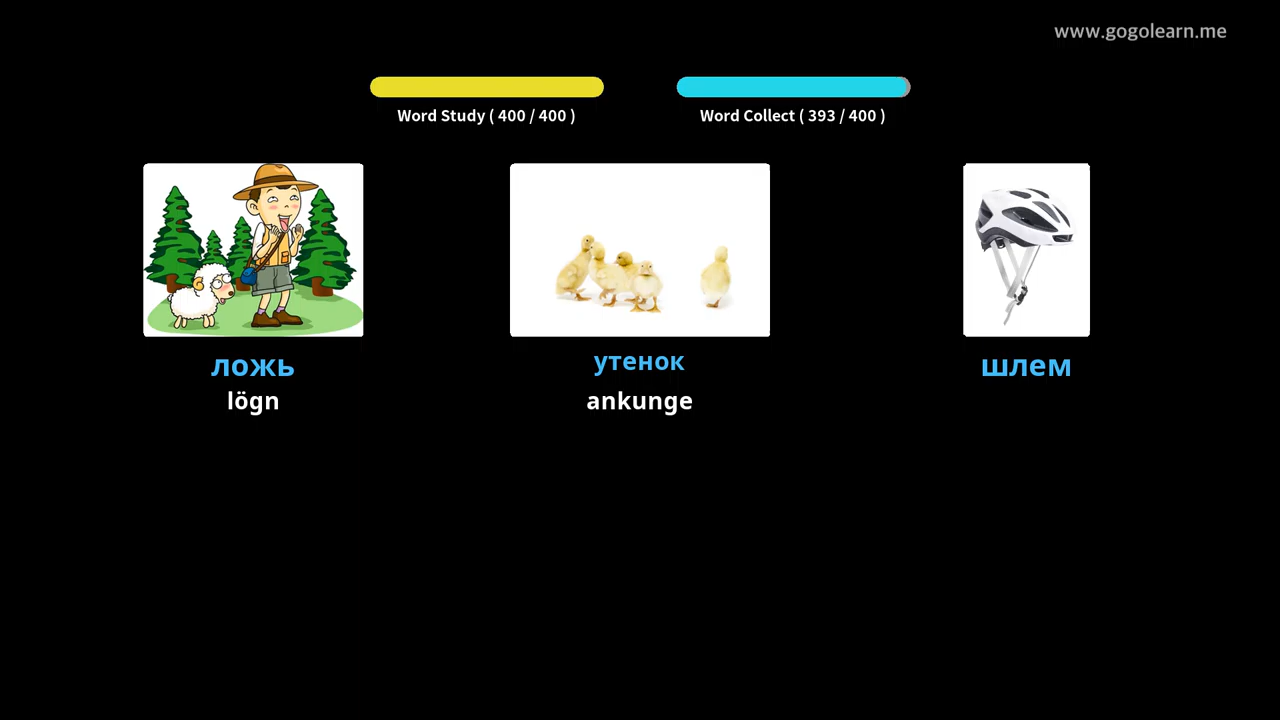 www.gogolearn.me
Word Study ( 400 / 400 )
Word Collect ( 393 / 400 )
ложь
lögn
утенок
ankunge
шлем